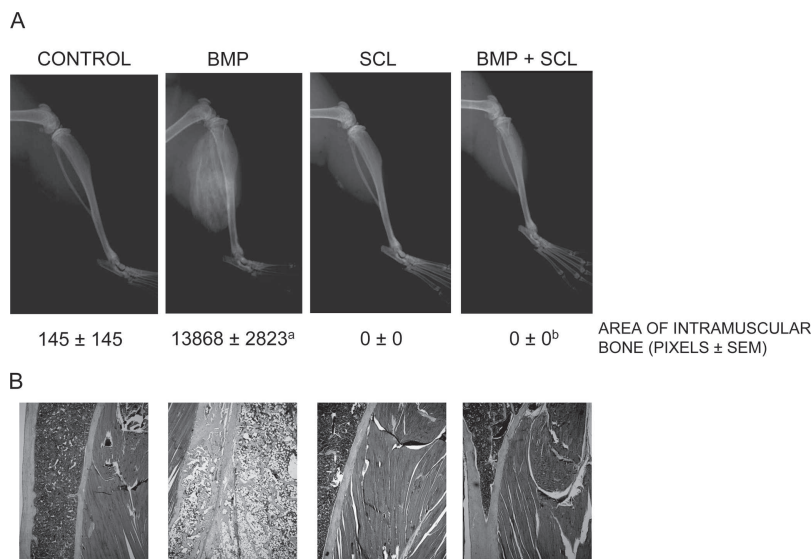 A
CONTROL BMP SCL BMP + SCL
145 ± 145 13868 ± 2823ᵃ 0 ± 0 0 ± 0ᵇ AREA OF INTRAMUSCULAR
BONE (PIXELS ± SEM)
B